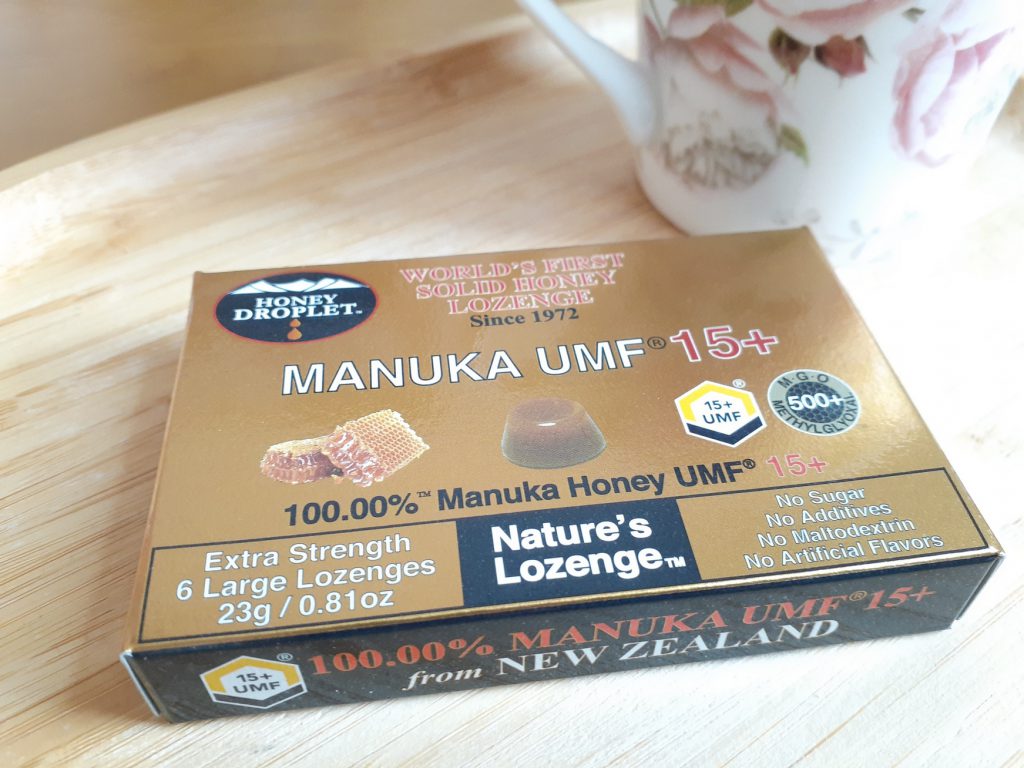 HONEY
DROPLET™
WORLD'S FIRST
SOLID HONEY
LOZENGE
Since 1972
MANUKA UMF® 15+
15+
UMF
®
M·G·O
500+
METHYLGLYOXAL
100.00%™ Manuka Honey UMF® 15+
Extra Strength
6 Large Lozenges
23g / 0.81oz
Nature's
Lozenge™
No Sugar
No Additives
No Maltodextrin
No Artificial Flavors
15+
UMF
®
100.00% MANUKA UMF® 15+
from NEW ZEALAND